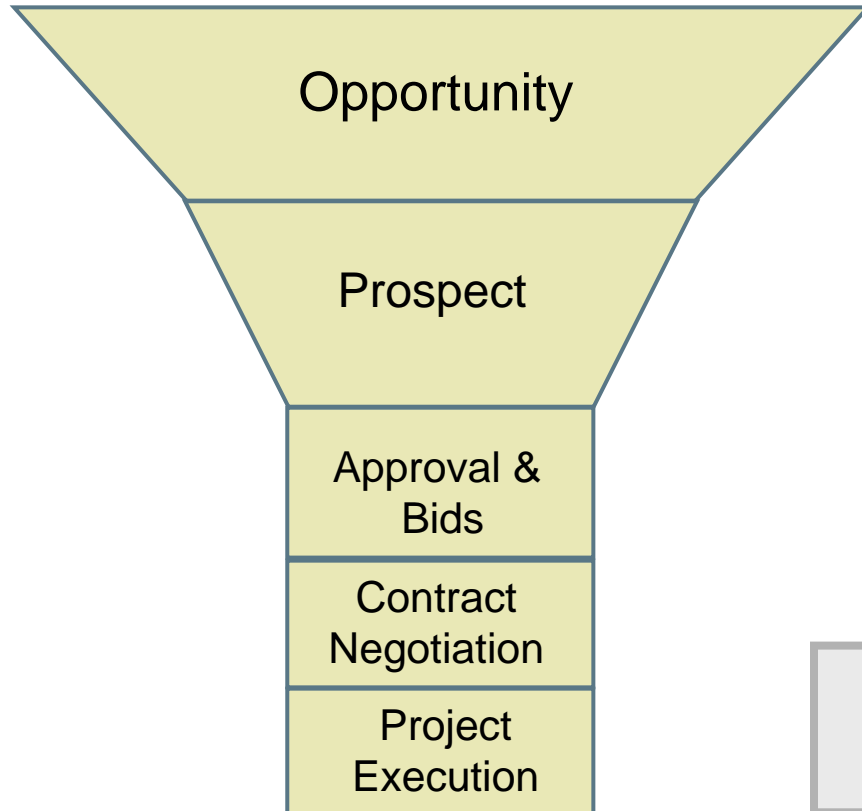 Opportunity
Prospect
Approval &
Bids
Contract
Negotiation
Project
Execution